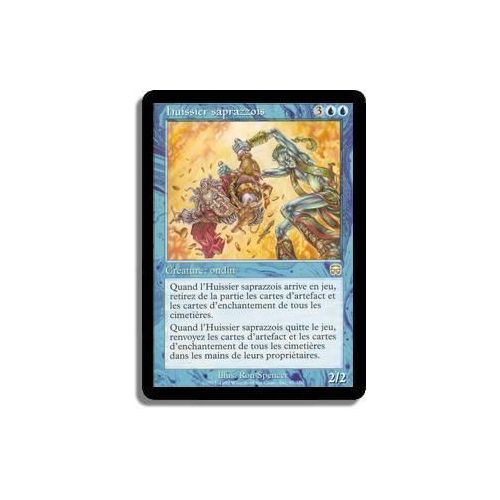 Huissier saprazzois 3
Créature : ondin
Quand l'Huissier saprazzois arrive en jeu,
retirez de la partie les cartes d'artefact et
les cartes d'enchantement de tous les
cimetières.
Quand l'Huissier saprazzois quitte le jeu,
renvoyez les cartes d'artefact et les cartes
d'enchantement de tous les cimetières
dans les mains de leurs propriétaires.
Illus. Ron Spencer
2/2